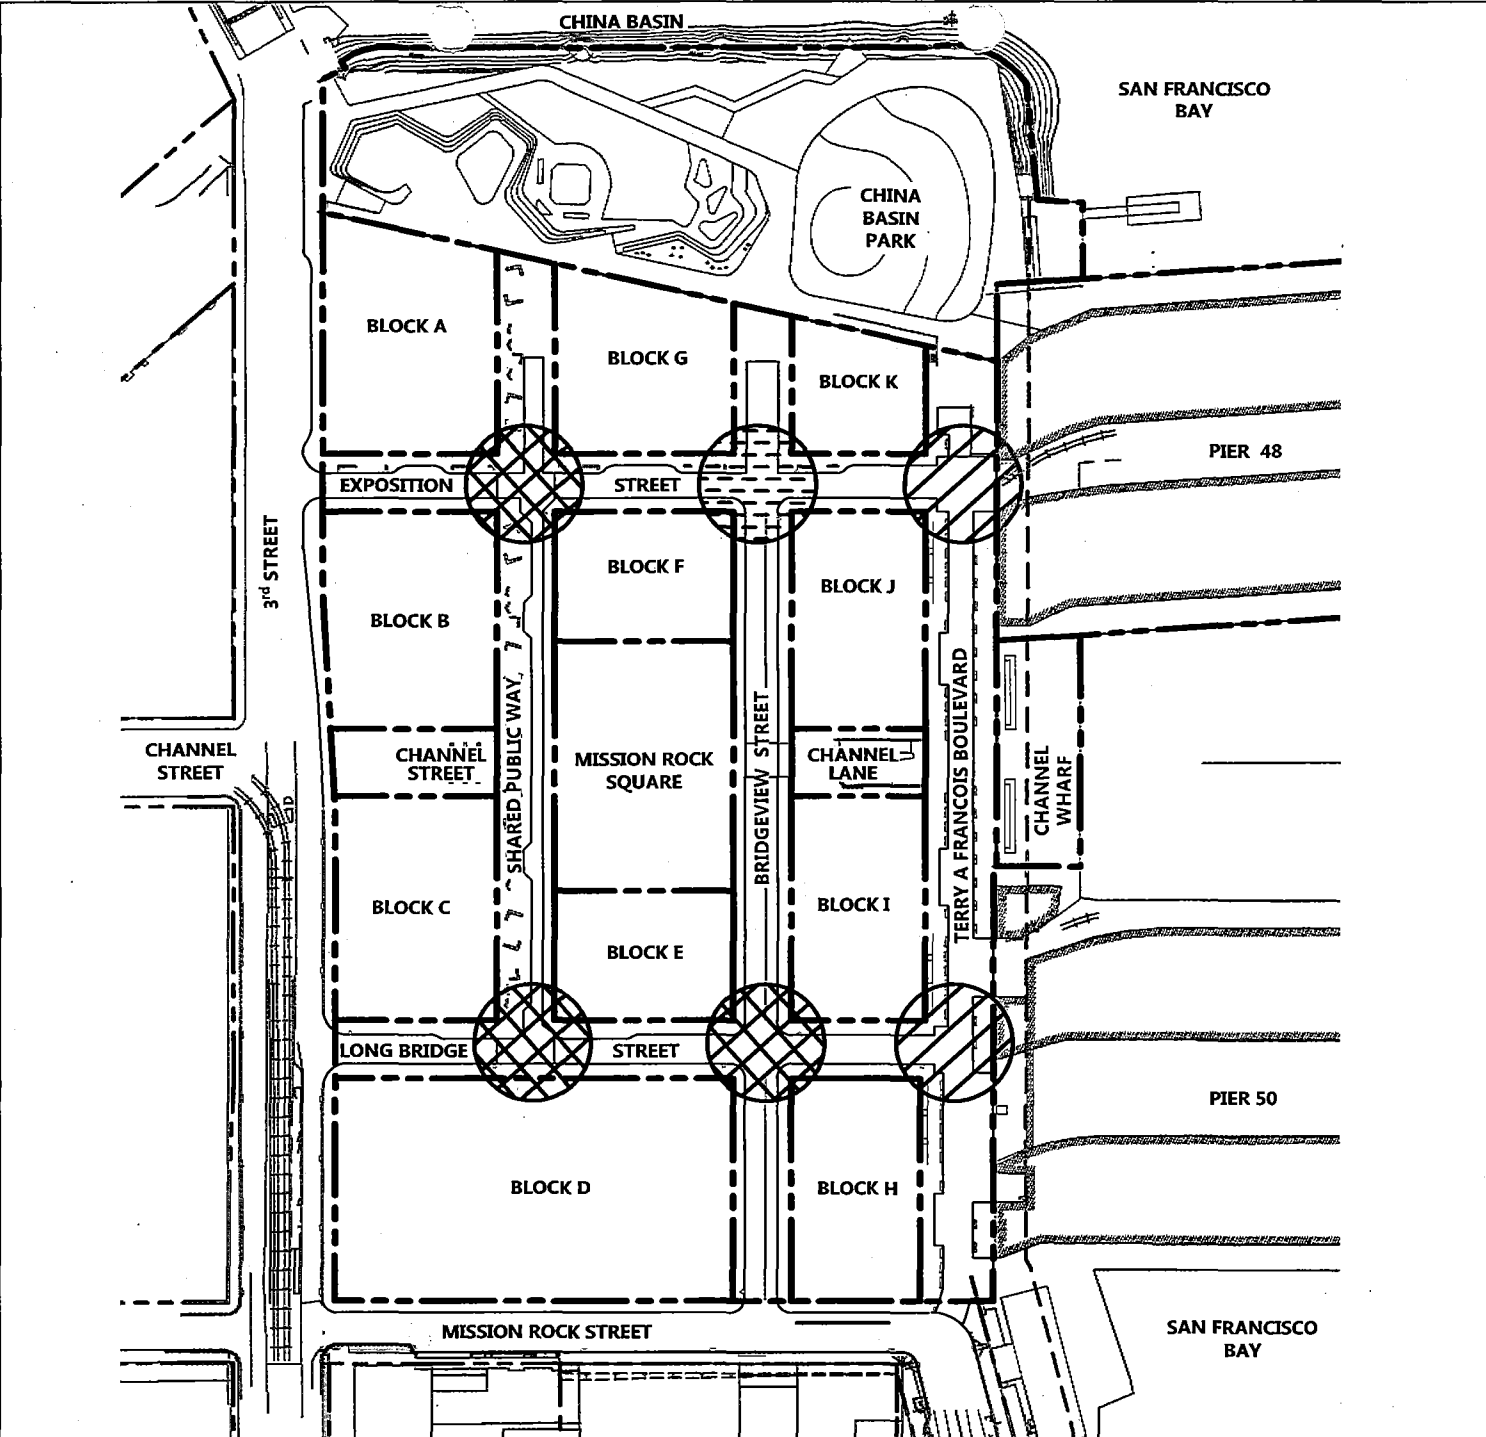 CHINA BASIN
SAN FRANCISCO
BAY
CHINA
BASIN
PARK
BLOCK A
BLOCK G
BLOCK K
PIER 48
EXPOSITION
STREET
3rd STREET
BLOCK F
BLOCK J
BLOCK B
CHANNEL
STREET
CHANNEL
STREET
SHARED PUBLIC WAY
MISSION ROCK
SQUARE
BRIDGEVIEW STREET
CHANNEL
LANE
TERRY A FRANCOIS BOULEVARD
CHANNEL
WHARF
BLOCK C
BLOCK I
BLOCK E
LONG BRIDGE
STREET
PIER 50
BLOCK D
BLOCK H
MISSION ROCK STREET
SAN FRANCISCO
BAY